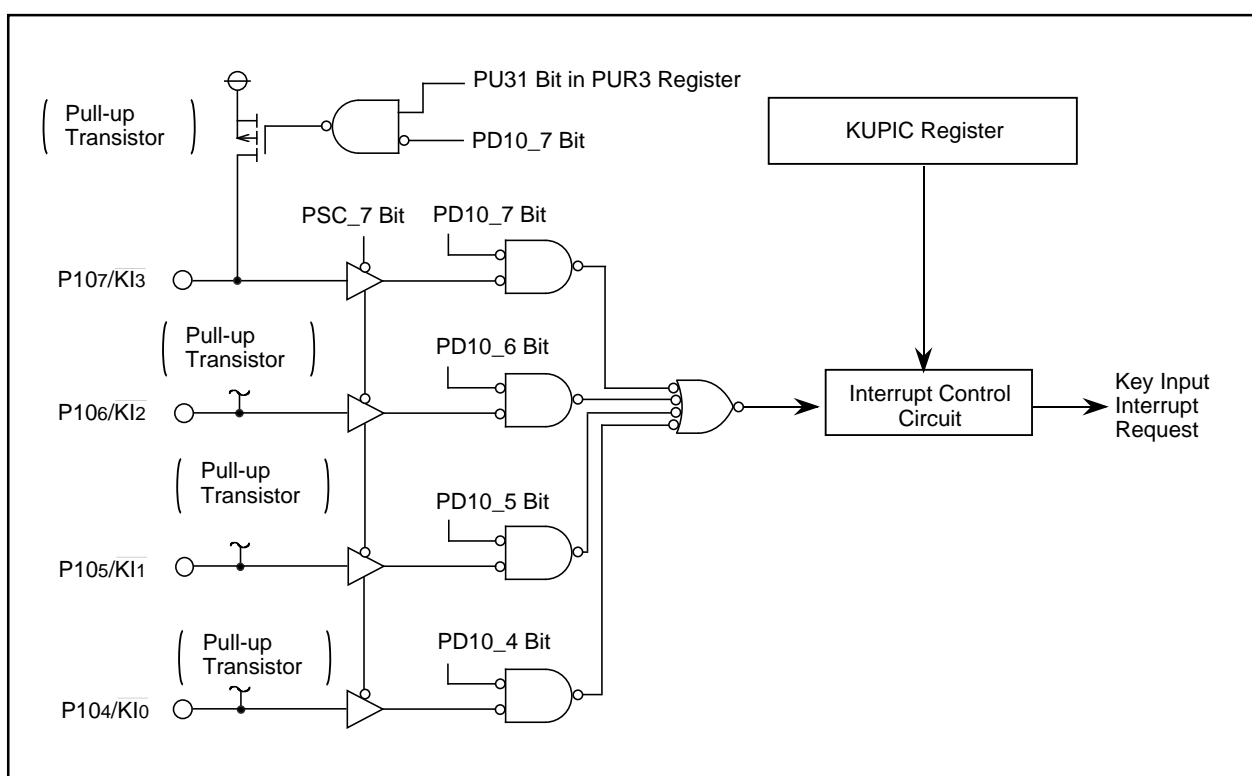 PU31 Bit in PUR3 Register
Pull-up
Transistor
PD10_7 Bit
KUPIC Register
PSC_7 Bit
PD10_7 Bit
P107/KI3
Pull-up
Transistor
PD10_6 Bit
P106/KI2
Interrupt Control
Circuit
Key Input
Interrupt
Request
Pull-up
Transistor
PD10_5 Bit
P105/KI1
Pull-up
Transistor
PD10_4 Bit
P104/KI0